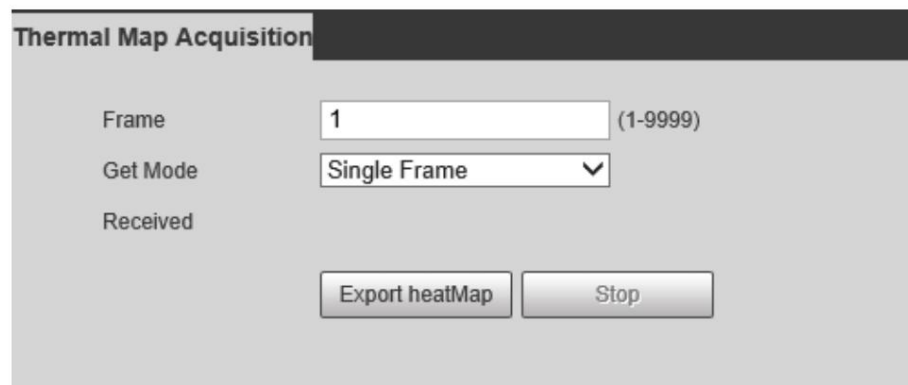 Thermal Map Acquisition
Frame 1 (1-9999)
Get Mode Single Frame
Received
Export heatMap Stop